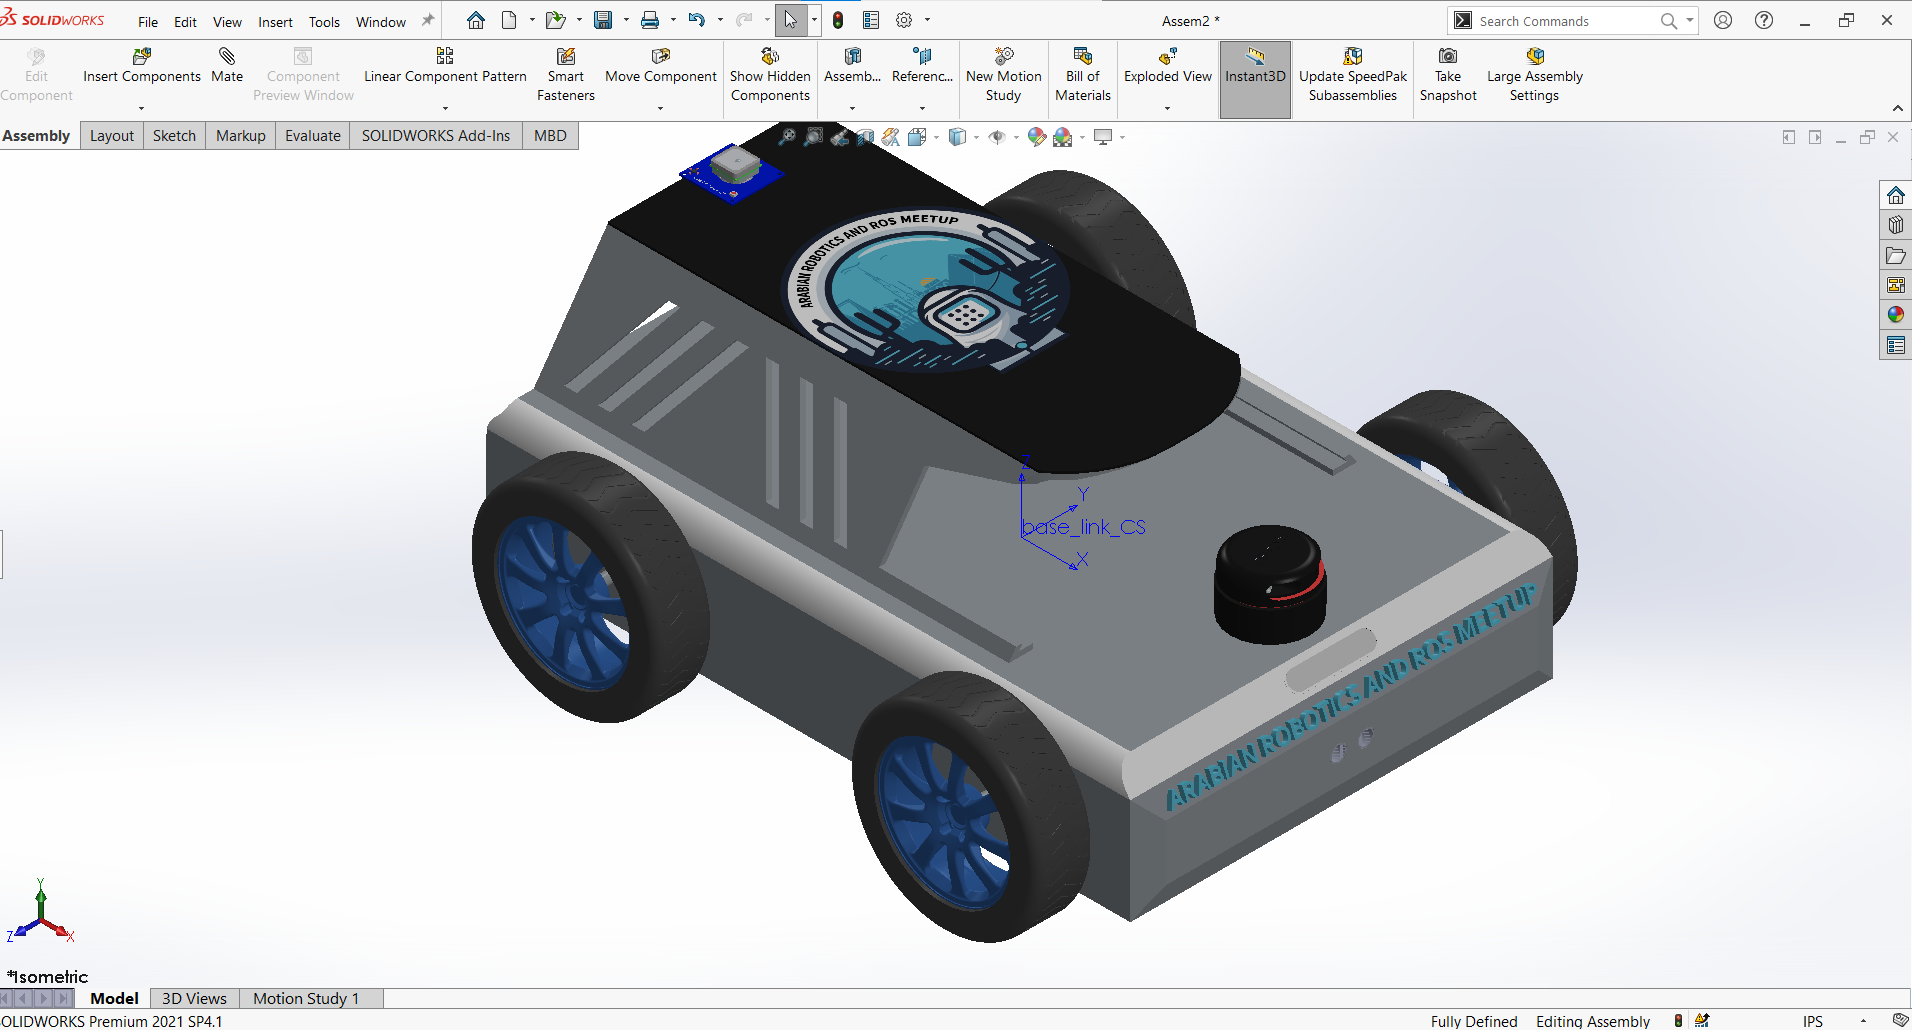 SOLIDWORKS File Edit View Insert Tools Window Assem2 * Search Commands
Edit Component
Insert Components
Mate
Component Preview Window
Linear Component Pattern
Smart Fasteners
Move Component
Show Hidden Components
Assemb...
Referenc...
New Motion Study
Bill of Materials
Exploded View
Instant3D
Update SpeedPak Subassemblies
Take Snapshot
Large Assembly Settings
Assembly Layout Sketch Markup Evaluate SOLIDWORKS Add-Ins MBD
ARABIAN ROBOTICS AND ROS MEETUP
Z
Y
base_link_CS
X
ARABIAN ROBOTICS AND ROS MEETUP
Y
Z X
*Isometric
Model 3D Views Motion Study 1
OLIDWORKS Premium 2021 SP4.1 Fully Defined Editing Assembly IPS